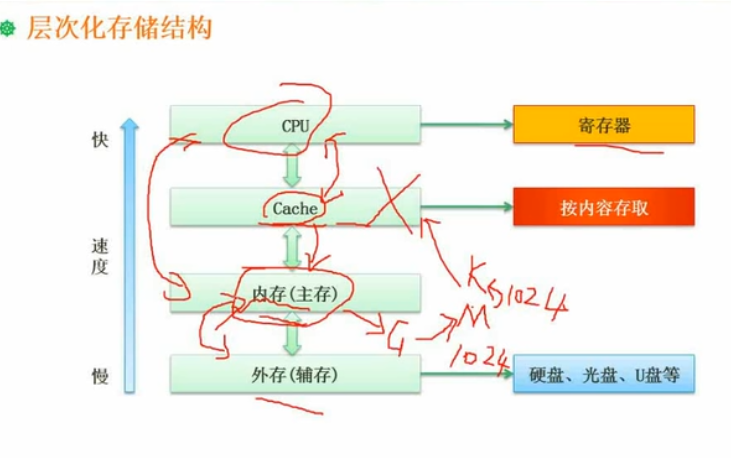 层次化存储结构
快
CPU
寄存器
Cache
按内容存取
速度
K→1024
内存(主存)
G→M
1024
慢
外存(辅存)
硬盘、光盘、U盘等